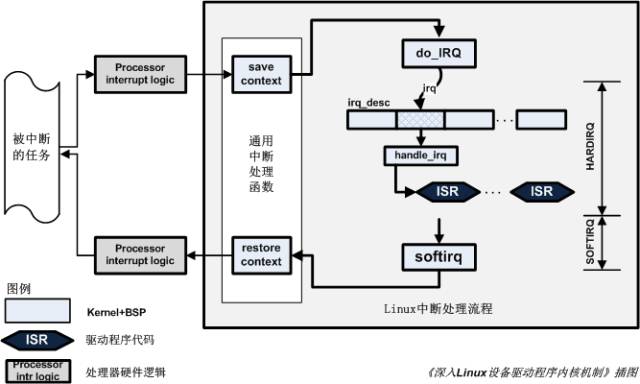 do_IRQ
Processor
interrupt logic
save
context
irq
irq_desc
被中断
的任务
通用
中断
处理
函数
handle_irq
HARDIRQ
ISR
...
ISR
Processor
interrupt logic
restore
context
softirq
SOFTIRQ
图例
Kernel+BSP
Linux中断处理流程
ISR
驱动程序代码
Processor
intr logic
处理器硬件逻辑
《深入Linux设备驱动程序内核机制》插图